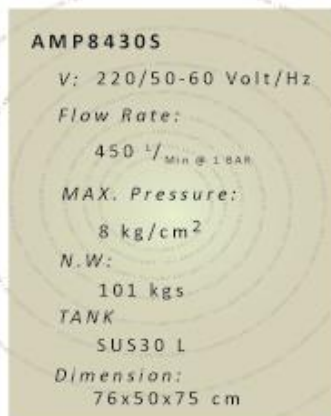 AMP8430S
V: 220/50-60 Volt/Hz
Flow Rate:
450 L/Min @ 1 BAR
MAX. Pressure:
8 kg/cm²
N.W:
101 kgs
TANK
SUS30 L
Dimension:
76x50x75 cm